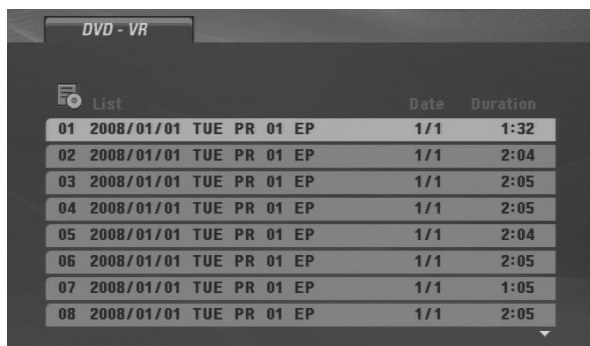 DVD - VR
List Date Duration
01 2008/01/01 TUE PR 01 EP 1/1 1:32
02 2008/01/01 TUE PR 01 EP 1/1 2:04
03 2008/01/01 TUE PR 01 EP 1/1 2:05
04 2008/01/01 TUE PR 01 EP 1/1 2:05
05 2008/01/01 TUE PR 01 EP 1/1 2:04
06 2008/01/01 TUE PR 01 EP 1/1 2:05
07 2008/01/01 TUE PR 01 EP 1/1 1:05
08 2008/01/01 TUE PR 01 EP 1/1 2:05